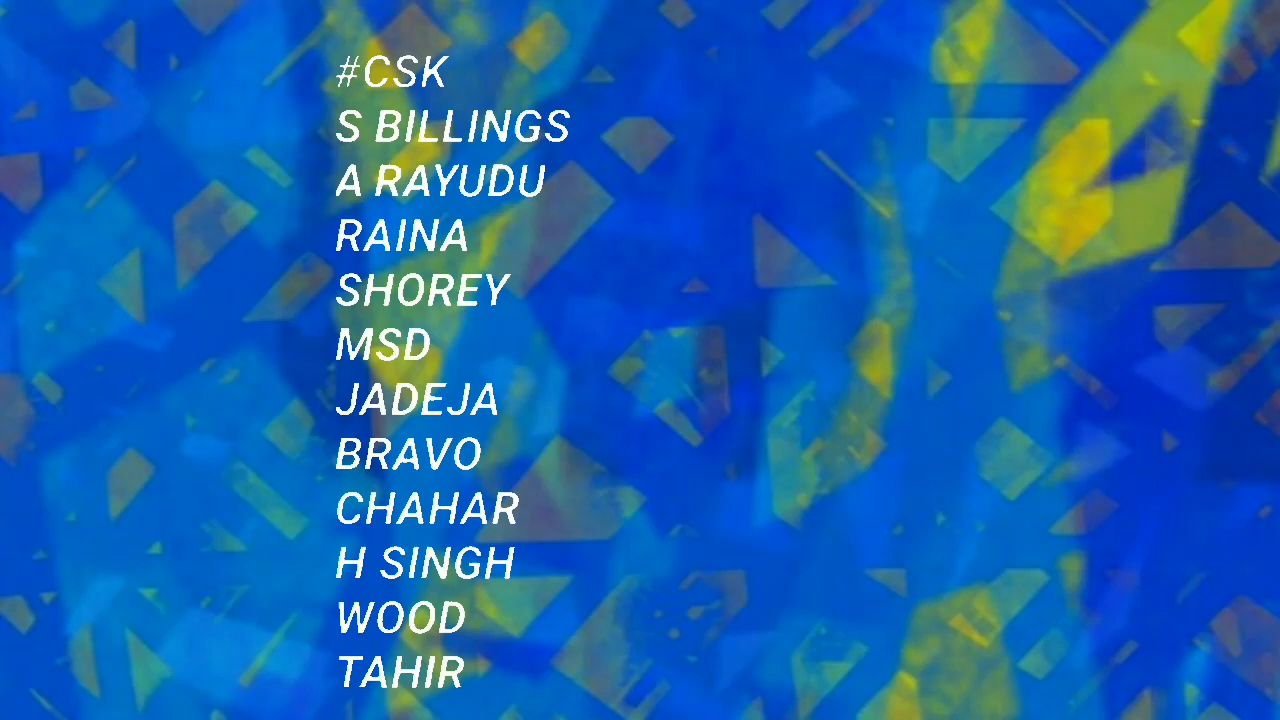 #CSK
S BILLINGS
A RAYUDU
RAINA
SHOREY
MSD
JADEJA
BRAVO
CHAHAR
H SINGH
WOOD
TAHIR